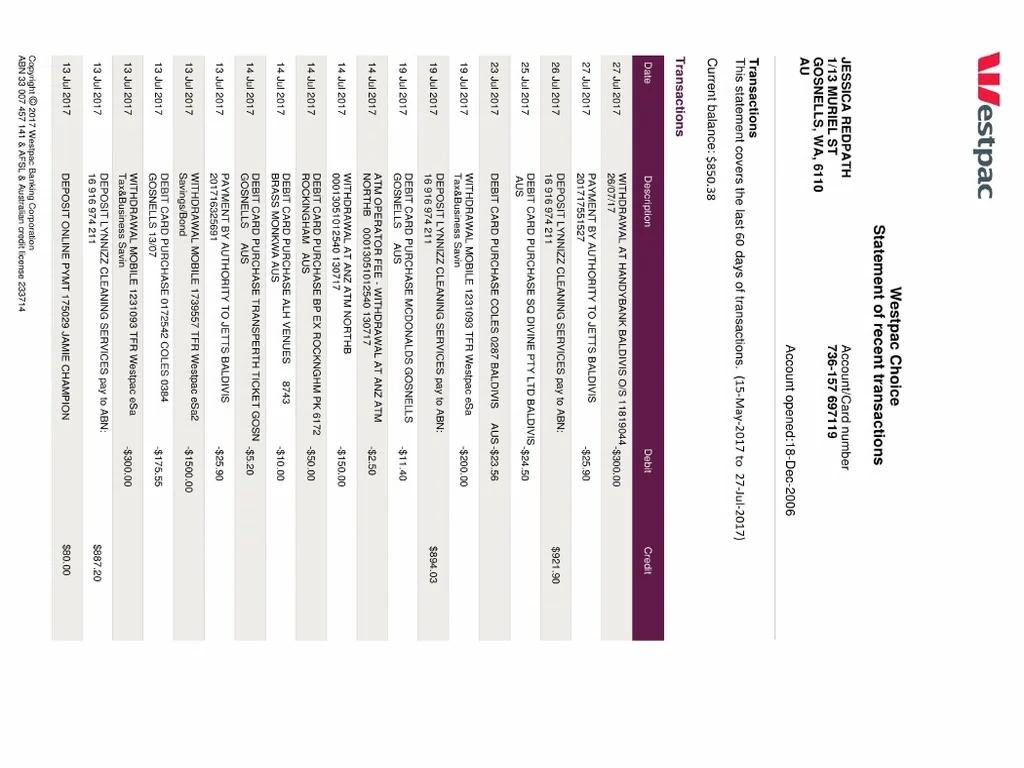 Westpac
Westpac Choice
Statement of recent transactions
JESSICA REDPATH
1/13 MURIEL ST
GOSNELLS, WA, 6110
AU
Account/Card number
736-157 697119
Account opened:18-Dec-2006
Transactions
This statement covers the last 60 days of transactions. (15-May-2017 to 27-Jul-2017)
Current balance: $850.38
Transactions
Date Description Debit Credit
27 Jul 2017 WITHDRAWAL AT HANDYBANK BALDIVIS O/S 11819044 -$300.00
26/07/17
27 Jul 2017 PAYMENT BY AUTHORITY TO JETTS BALDIVIS -$25.90
201717551527
26 Jul 2017 DEPOSIT LYNNIZZ CLEANING SERVICES pay to ABN: $921.90
16 916 974 211
25 Jul 2017 DEBIT CARD PURCHASE SQ DIVINE PTY LTD BALDIVIS -$24.50
AUS
23 Jul 2017 DEBIT CARD PURCHASE COLES 0287 BALDIVIS AUS -$23.56
19 Jul 2017 WITHDRAWAL MOBILE 1231093 TFR Westpac eSa -$200.00
Tax&Business Savin
19 Jul 2017 DEPOSIT LYNNIZZ CLEANING SERVICES pay to ABN: $894.03
16 916 974 211
19 Jul 2017 DEBIT CARD PURCHASE MCDONALDS GOSNELLS -$11.40
GOSNELLS AUS
14 Jul 2017 ATM OPERATOR FEE - WITHDRAWAL AT ANZ ATM -$2.50
NORTHB 00013051012540 130717
14 Jul 2017 WITHDRAWAL AT ANZ ATM NORTHB -$150.00
00013051012540 130717
14 Jul 2017 DEBIT CARD PURCHASE BP EX ROCKNGHM PK 6172 -$50.00
ROCKINGHAM AUS
14 Jul 2017 DEBIT CARD PURCHASE ALH VENUES 8743 -$10.00
BRASS MONKWA AUS
14 Jul 2017 DEBIT CARD PURCHASE TRANSPERTH TICKET GOSN -$5.20
GOSNELLS AUS
13 Jul 2017 PAYMENT BY AUTHORITY TO JETTS BALDIVIS -$25.90
201716325691
13 Jul 2017 WITHDRAWAL MOBILE 1739557 TFR Westpac eSa2 -$1500.00
Savings/Bond
13 Jul 2017 DEBIT CARD PURCHASE 0172542 COLES 0384 -$175.55
GOSNELLS 13/07
13 Jul 2017 WITHDRAWAL MOBILE 1231093 TFR Westpac eSa -$300.00
Tax&Business Savin
13 Jul 2017 DEPOSIT LYNNIZZ CLEANING SERVICES pay to ABN: $887.20
16 916 974 211
13 Jul 2017 DEPOSIT ONLINE PYMT 175029 JAMIE CHAMPION $80.00
Copyright © 2017 Westpac Banking Corporation
ABN 33 007 457 141 & AFSL & Australian credit license 233714